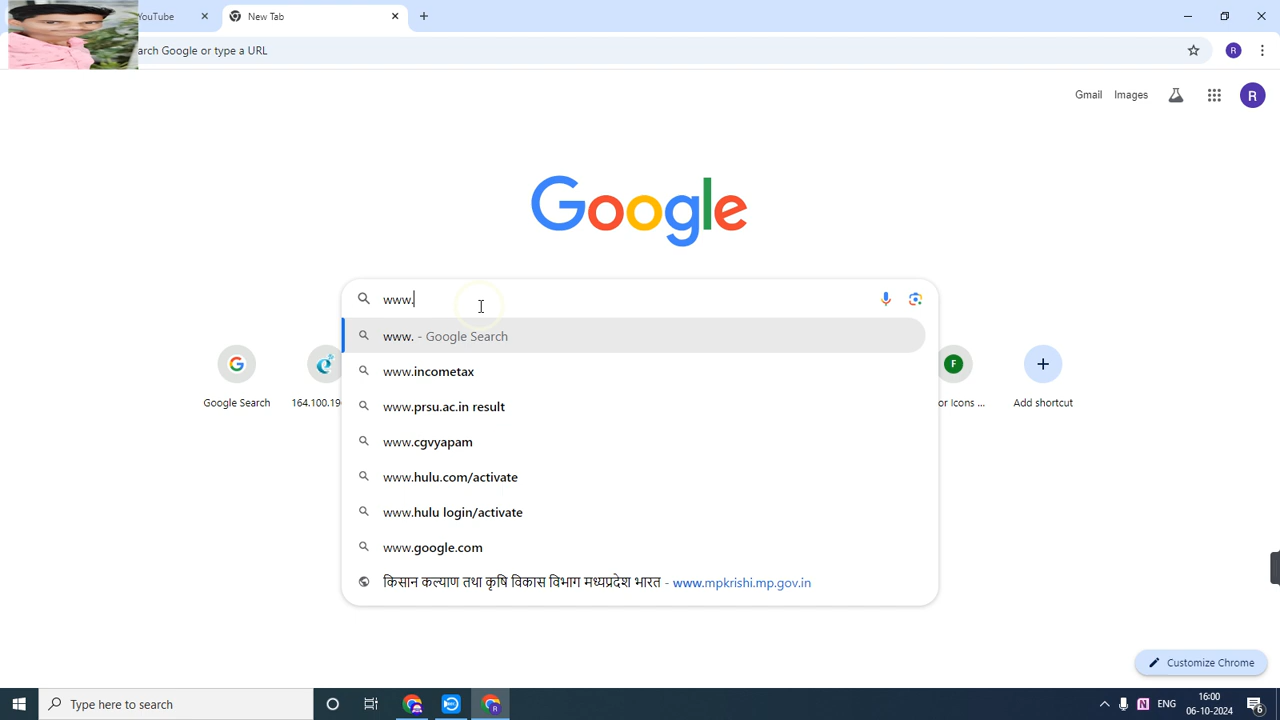 YouTube
New Tab
arch Google or type a URL
R
Gmail Images
R
Google
www.
www. - Google Search
www.incometax
www.prsu.ac.in result
www.cgvyapam
www.hulu.com/activate
www.hulu login/activate
www.google.com
किसान कल्याण तथा कृषि विकास विभाग मध्यप्रदेश भारत - www.mpkrishi.mp.gov.in
G
F
Google Search
164.100.19
or Icons ...
Add shortcut
Customize Chrome
Type here to search
R
N
ENG
16:00
06-10-2024
6